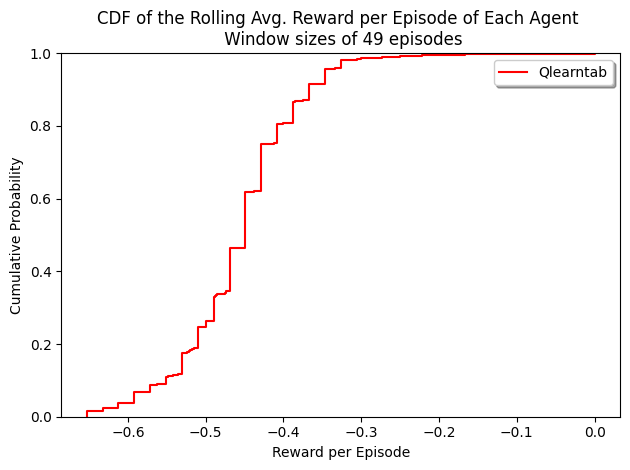 CDF of the Rolling Avg. Reward per Episode of Each Agent
Window sizes of 49 episodes
Qlearntab
1.0
0.8
0.6
0.4
0.2
0.0
Cumulative Probability
−0.6
−0.5
−0.4
−0.3
−0.2
−0.1
0.0
Reward per Episode